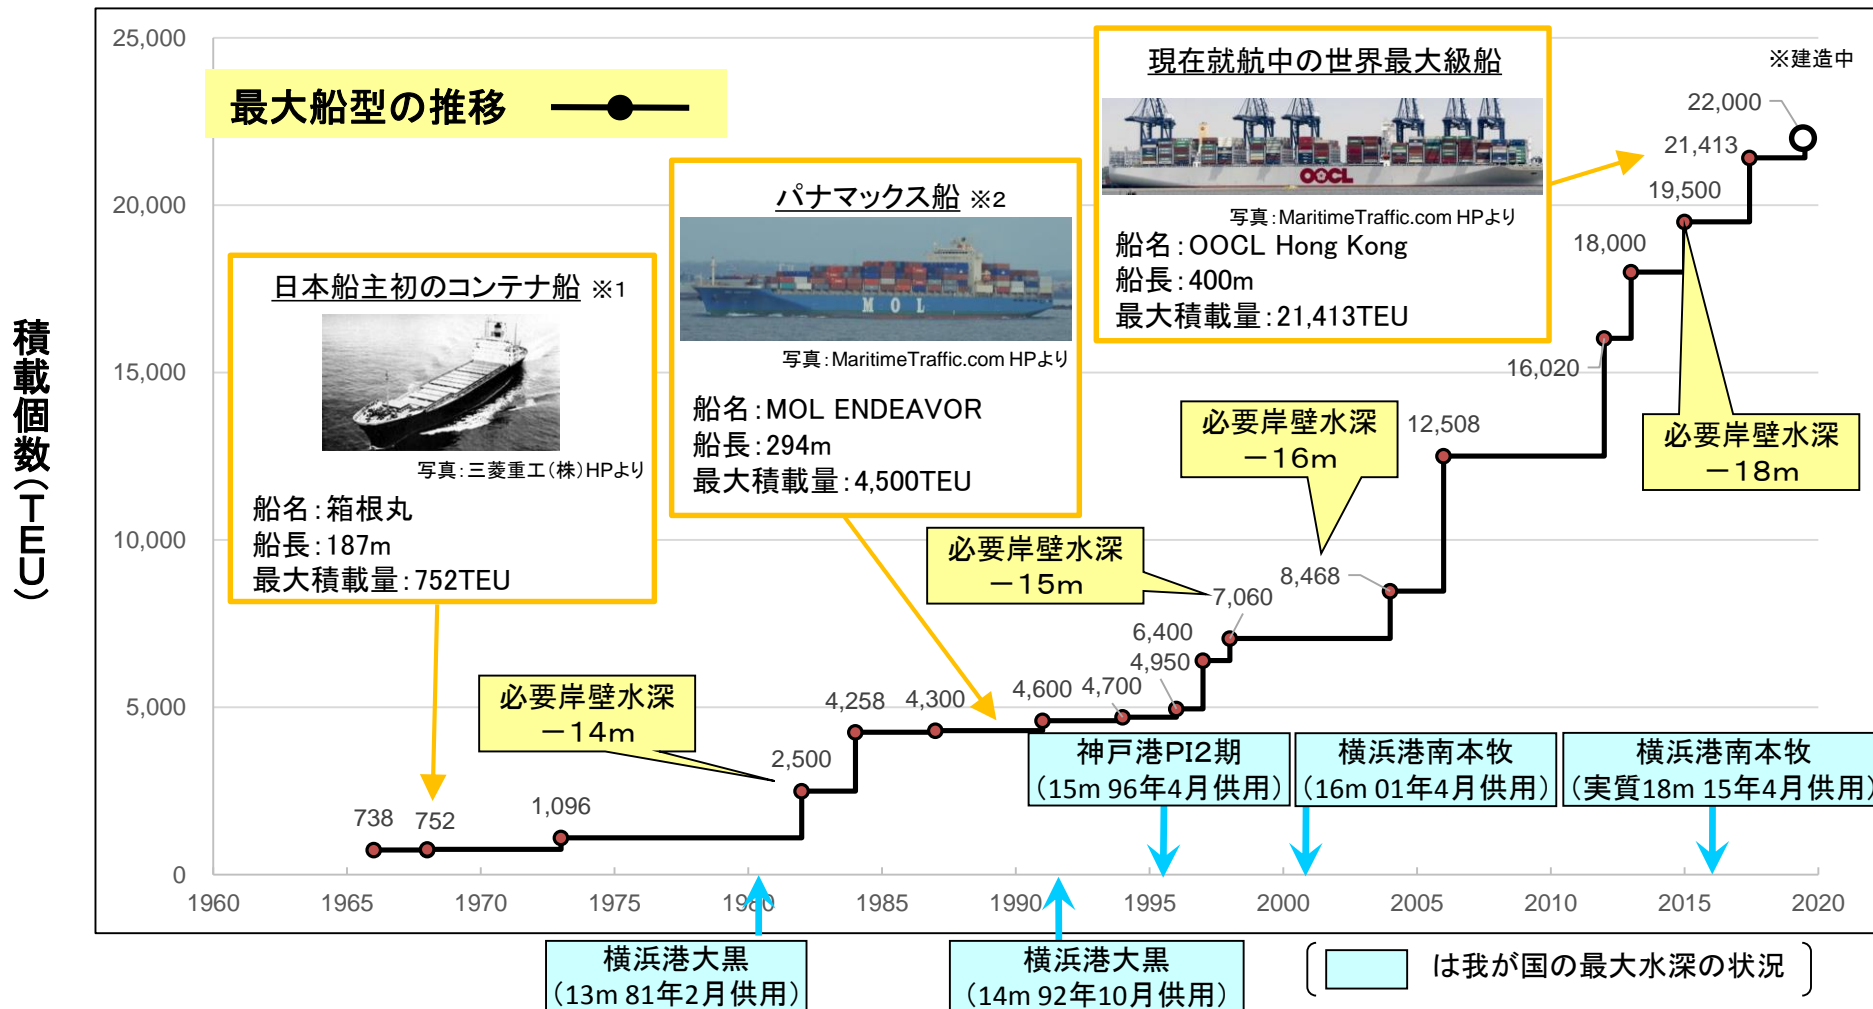 25,000
20,000
15,000
10,000
5,000
0
1960
1965
1970
1975
1980
1985
1990
1995
2000
2005
2010
2015
2020
積載個数(TEU)
最大船型の推移
日本船主初のコンテナ船 ※1
写真:三菱重工(株)HPより
船名:箱根丸
船長:187m
最大積載量:752TEU
パナマックス船 ※2
MOL
写真:MaritimeTraffic.com HPより
船名:MOL ENDEAVOR
船長:294m
最大積載量:4,500TEU
現在就航中の世界最大級船
OOCL
写真:MaritimeTraffic.com HPより
船名:OOCL Hong Kong
船長:400m
最大積載量:21,413TEU
※建造中
22,000
21,413
19,500
18,000
16,020
12,508
8,468
7,060
6,400
4,950
4,700
4,600
4,300
4,258
2,500
1,096
752
738
必要岸壁水深
-14m
必要岸壁水深
-15m
必要岸壁水深
-16m
必要岸壁水深
-18m
神戸港PI2期
(15m 96年4月供用)
横浜港南本牧
(16m 01年4月供用)
横浜港南本牧
(実質18m 15年4月供用)
横浜港大黒
(13m 81年2月供用)
横浜港大黒
(14m 92年10月供用)
は我が国の最大水深の状況